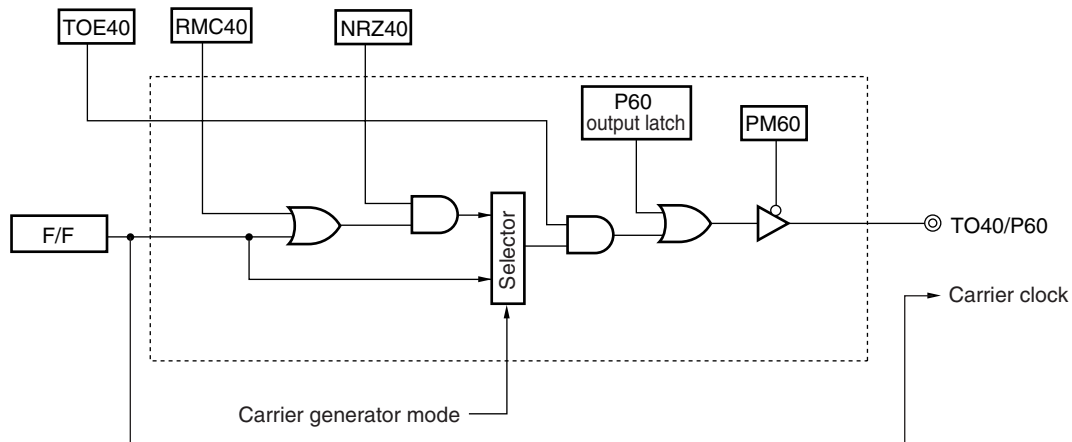 TOE40
RMC40
NRZ40
P60
output latch
PM60
F/F
Selector
TO40/P60
Carrier clock
Carrier generator mode